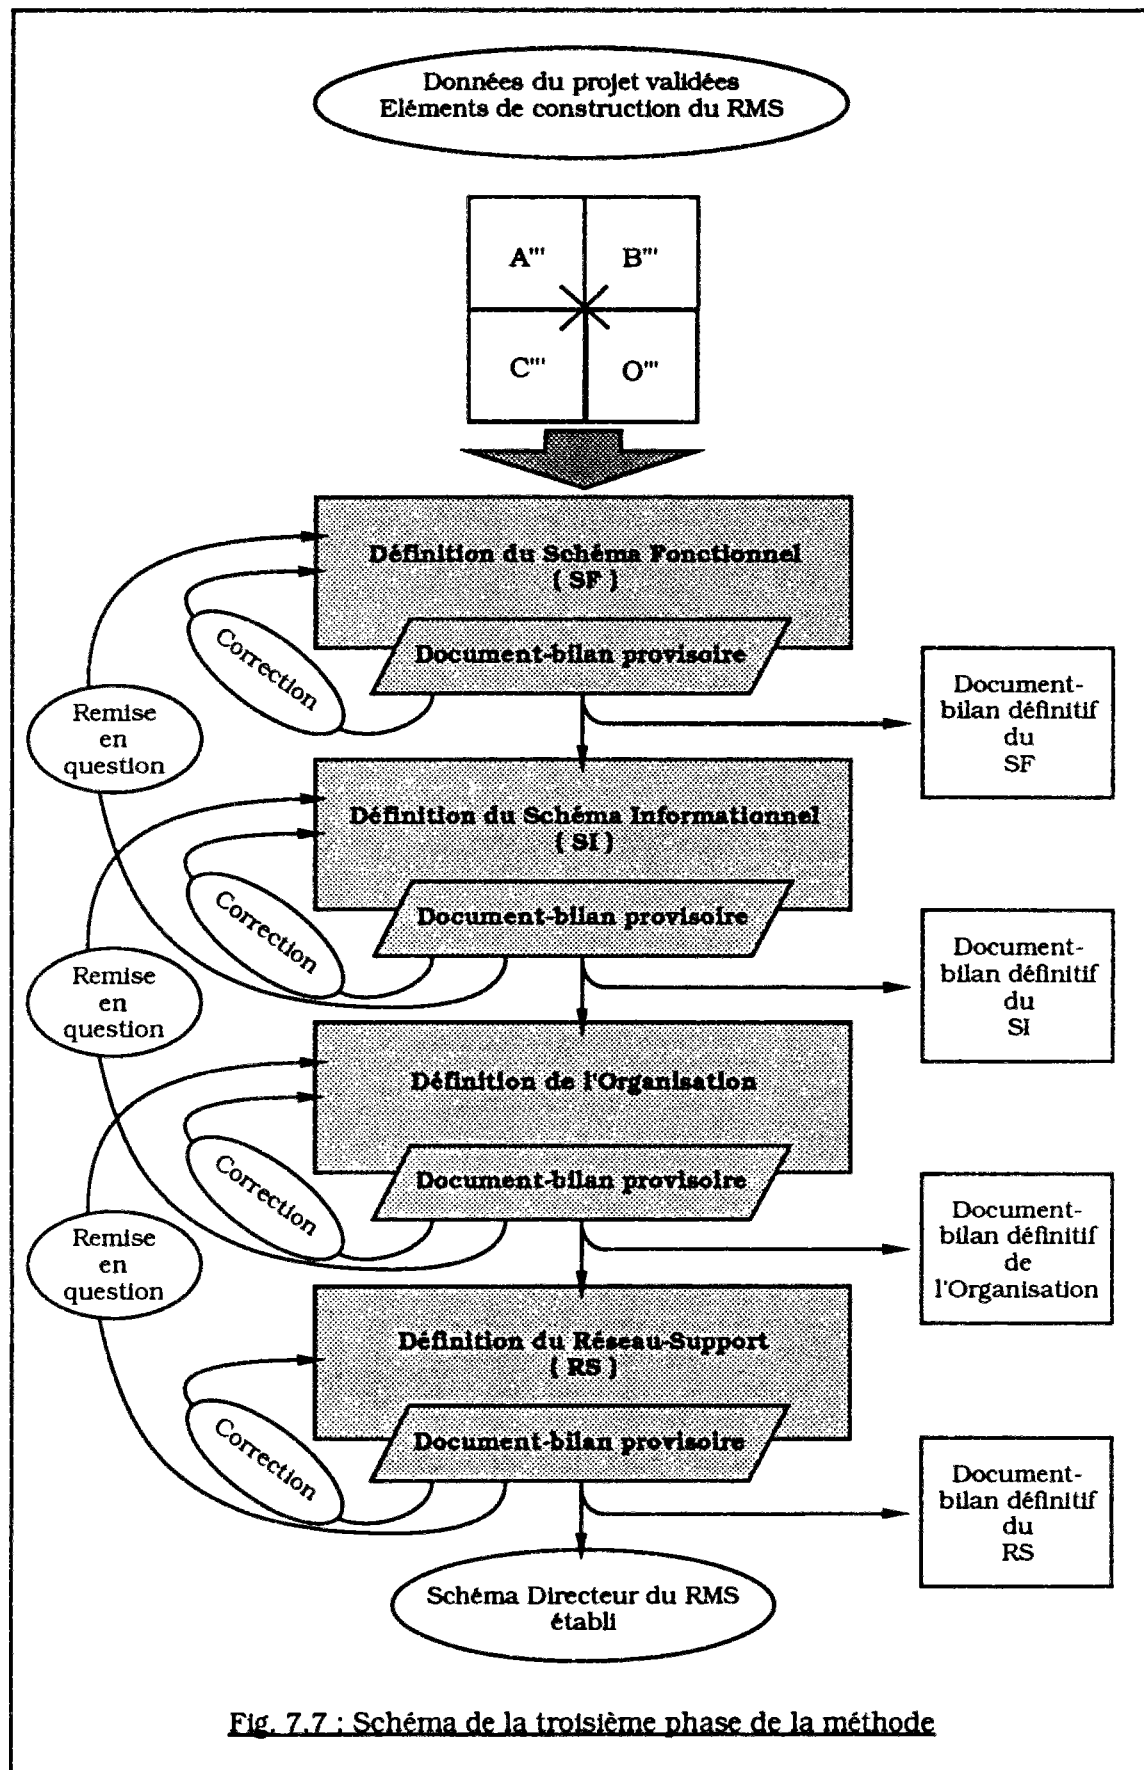 Données du projet validées
Eléments de construction du RMS
A''' B'''
C''' O'''
Définition du Schéma Fonctionnel
( SF )
Document-bilan provisoire
Correction
Remise
en
question
Document-
bilan définitif
du
SF
Définition du Schéma Informationnel
( SI )
Document-bilan provisoire
Correction
Remise
en
question
Document-
bilan définitif
du
SI
Définition de l'Organisation
Document-bilan provisoire
Correction
Remise
en
question
Document-
bilan définitif
de
l'Organisation
Définition du Réseau-Support
( RS )
Document-bilan provisoire
Correction
Document-
bilan définitif
du
RS
Schéma Directeur du RMS
établi
Fig. 7.7 : Schéma de la troisième phase de la méthode